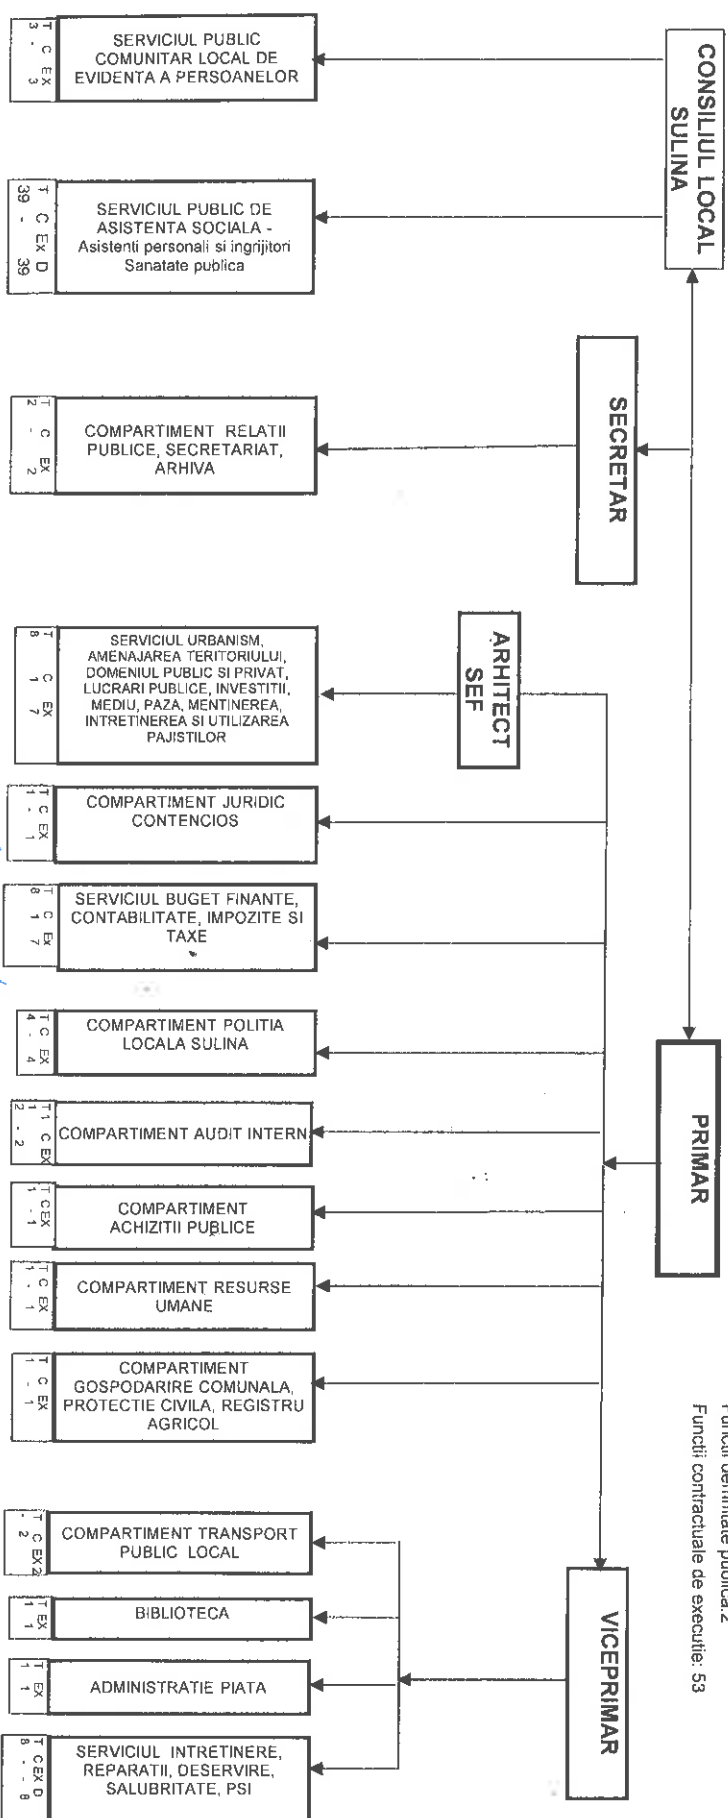 CONSILIUL LOCAL
SULINA
SECRETAR
PRIMAR
VICEPRIMAR
ARHITECT
SEF
Functii contractuale de executie: 53
SERVICIUL PUBLIC
COMUNITAR LOCAL DE
EVIDENTA A PERSOANELOR
T C EX
3 - 3
SERVICIUL PUBLIC DE
ASISTENTA SOCIALA -
Asistenti personali si ingrijitori
Sanatate publica
T C Ex D
39 - 39
COMPARTIMENT RELATII
PUBLICE, SECRETARIAT,
ARHIVA
T C EX
2 - 2
SERVICIUL URBANISM,
AMENAJAREA TERITORIULUI,
DOMENIUL PUBLIC SI PRIVAT,
LUCRARI PUBLICE, INVESTITII,
MEDIU, PAZA, MENTINEREA,
INTRETINEREA SI UTILIZAREA
PAJISTILOR
T C EX
8 1 7
COMPARTIMENT JURIDIC
CONTENCIOS
T C EX
1 - 1
SERVICIUL BUGET FINANTE,
CONTABILITATE, IMPOZITE SI
TAXE
T C Ex
8 1 7
COMPARTIMENT POLITIA
LOCALA SULINA
T C EX
4 - 4
COMPARTIMENT AUDIT INTERN
T1 C EX
2 - 2
COMPARTIMENT
ACHIZITII PUBLICE
T C EX
1 - 1
COMPARTIMENT RESURSE
UMANE
T C EX
1 - 1
COMPARTIMENT
GOSPODARIRE COMUNALA,
PROTECTIE CIVILA, REGISTRU
AGRICOL
T C EX
1 - 1
COMPARTIMENT TRANSPORT
PUBLIC LOCAL
T C EX2
- 2
BIBLIOTECA
T EX
1 1
ADMINISTRATIE PIATA
T EX
1 1
SERVICIUL INTRETINERE,
REPARATII, DESERVIRE,
SALUBRITATE, PSI
T C EX D
8 - - 8